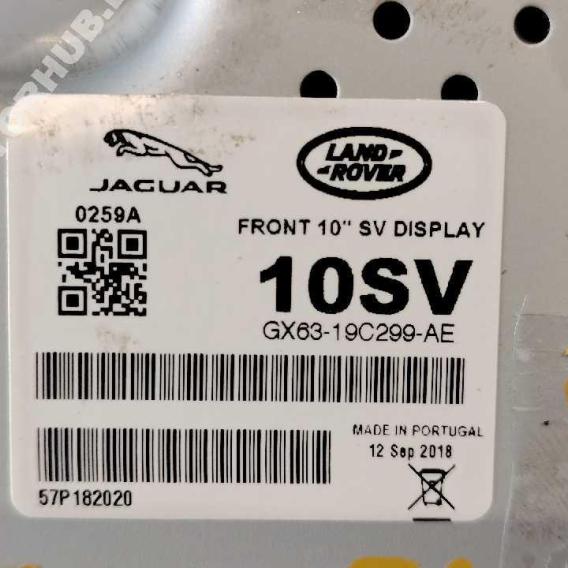 JAGUAR
LAND
ROVER
0259A
FRONT 10" SV DISPLAY
10SV
GX63-19C299-AE
MADE IN PORTUGAL
12 Sep 2018
57P182020